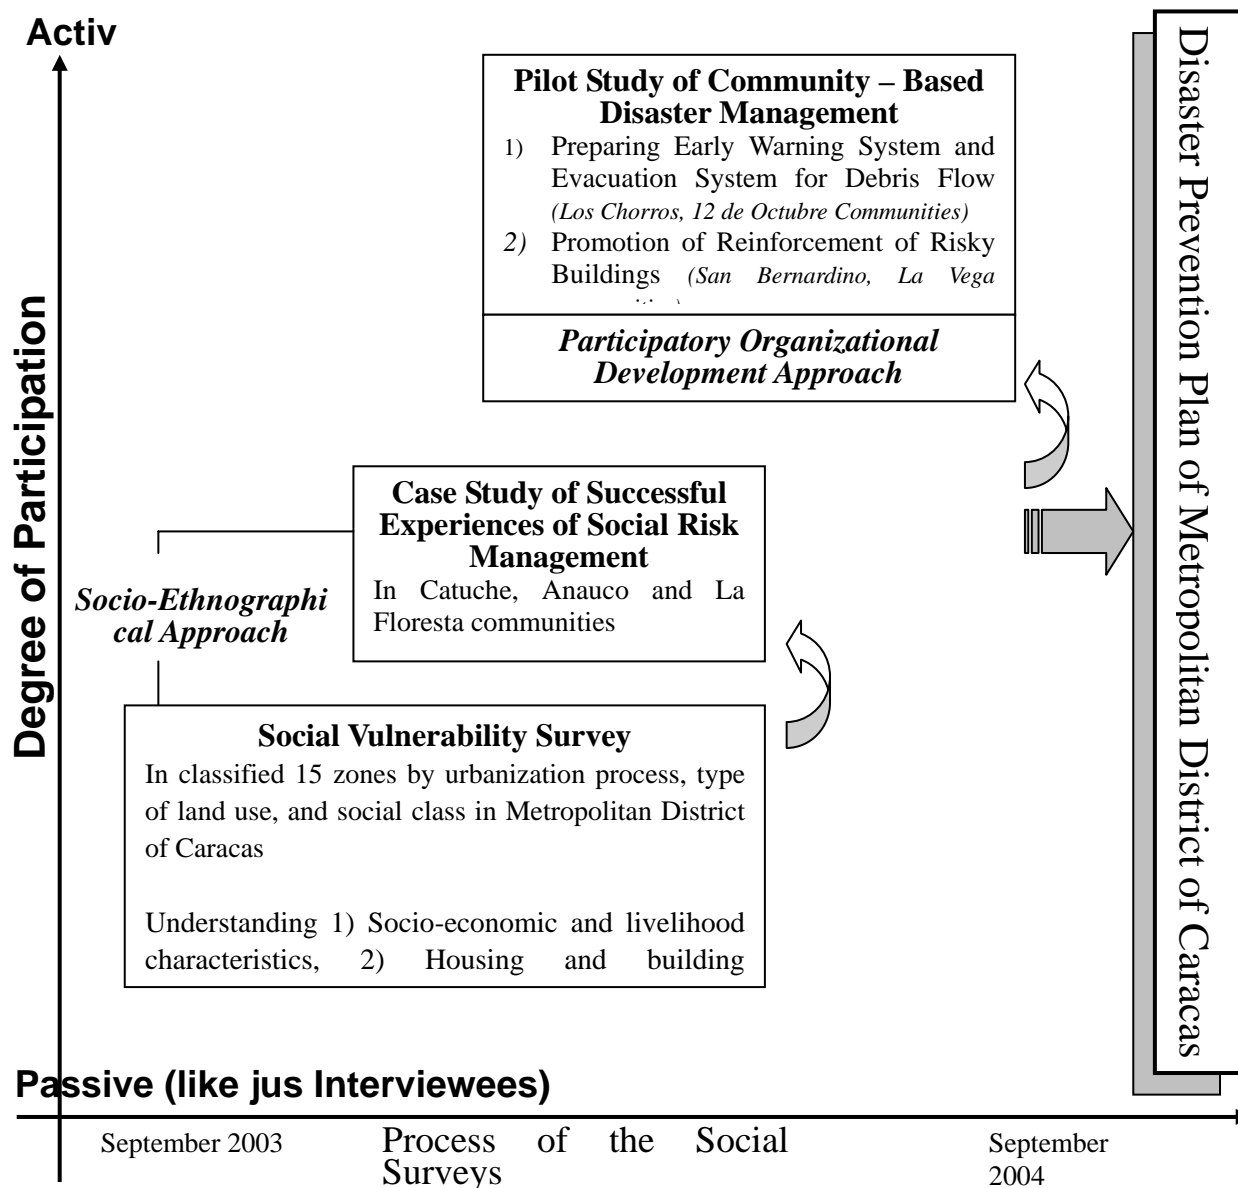 Activ
Pilot Study of Community – Based
Disaster Management
1) Preparing Early Warning System and
Evacuation System for Debris Flow
(Los Chorros, 12 de Octubre Communities)
2) Promotion of Reinforcement of Risky
Buildings (San Bernardino, La Vega
Participatory Organizational
Development Approach
Disaster Prevention Plan of Metropolitan District of Caracas
Degree of Participation
Case Study of Successful
Experiences of Social Risk
Management
In Catuche, Anauco and La
Floresta communities
Socio-Ethnographi
cal Approach
Social Vulnerability Survey
In classified 15 zones by urbanization process, type
of land use, and social class in Metropolitan District
of Caracas
Understanding 1) Socio-economic and livelihood
characteristics, 2) Housing and building
Passive (like jus Interviewees)
September 2003
Process of the Social
Surveys
September
2004